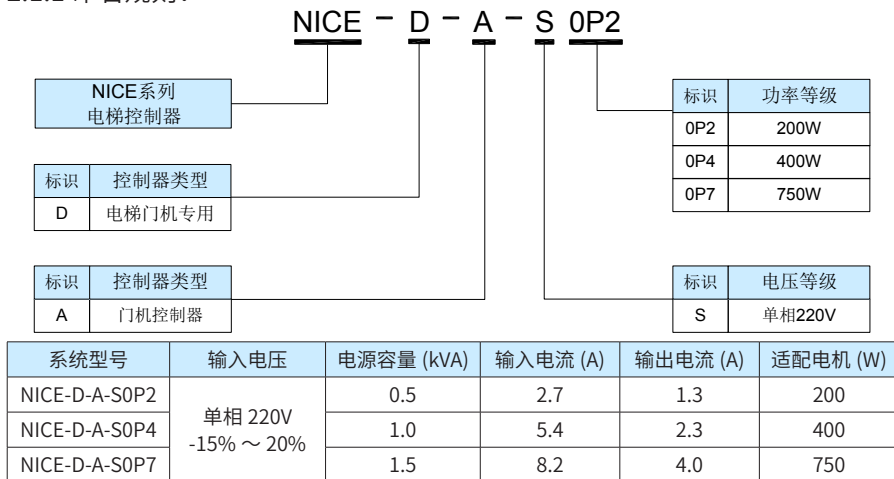 NICE － D － A － S 0P2
NICE系列
电梯控制器
标识 功率等级
0P2 200W
0P4 400W
0P7 750W
标识 控制器类型
D 电梯门机专用
标识 控制器类型
A 门机控制器
标识 电压等级
S 单相220V
系统型号 输入电压 电源容量 (kVA) 输入电流 (A) 输出电流 (A) 适配电机 (W)
NICE-D-A-S0P2 单相 220V -15% ～ 20% 0.5 2.7 1.3 200
NICE-D-A-S0P4 1.0 5.4 2.3 400
NICE-D-A-S0P7 1.5 8.2 4.0 750